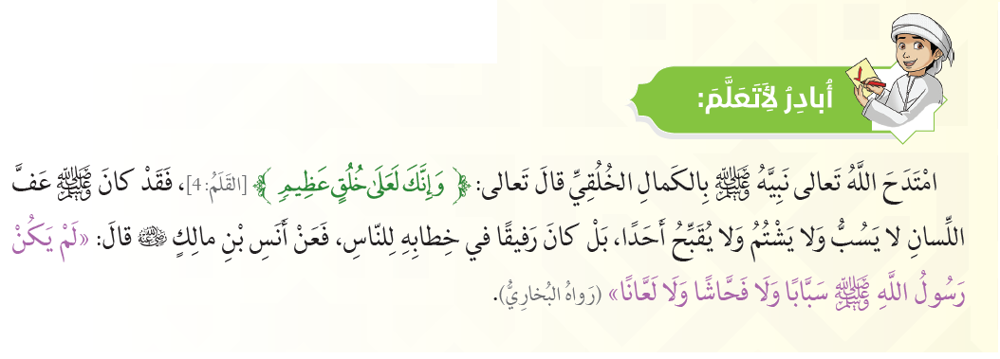 أُبادِرُ لِأَتَعَلَّمَ:
امْتَدَحَ اللَّهُ تَعالى نَبِيَّهُ ﷺ بِالكَمالِ الخُلُقِيِّ قالَ تَعالى: ﴿وَإِنَّكَ لَعَلَىٰ خُلُقٍ عَظِيمٖ﴾ [القَلَمُ: 4]، فَقَدْ كانَ ﷺ عَفَّ
اللِّسانِ لا يَسُبُّ وَلا يَشْتُمُ وَلا يُقَبِّحُ أَحَدًا، بَلْ كانَ رَفيقًا في خِطابِهِ لِلنّاسِ، فَعَنْ أَنَسِ بْنِ مالِكٍ ﵁ قالَ: «لَمْ يَكُنْ
رَسُولُ اللَّهِ ﷺ سَبَّابًا وَلَا فَحَّاشًا وَلَا لَعَّانًا» (رَواهُ البُخارِيُّ).